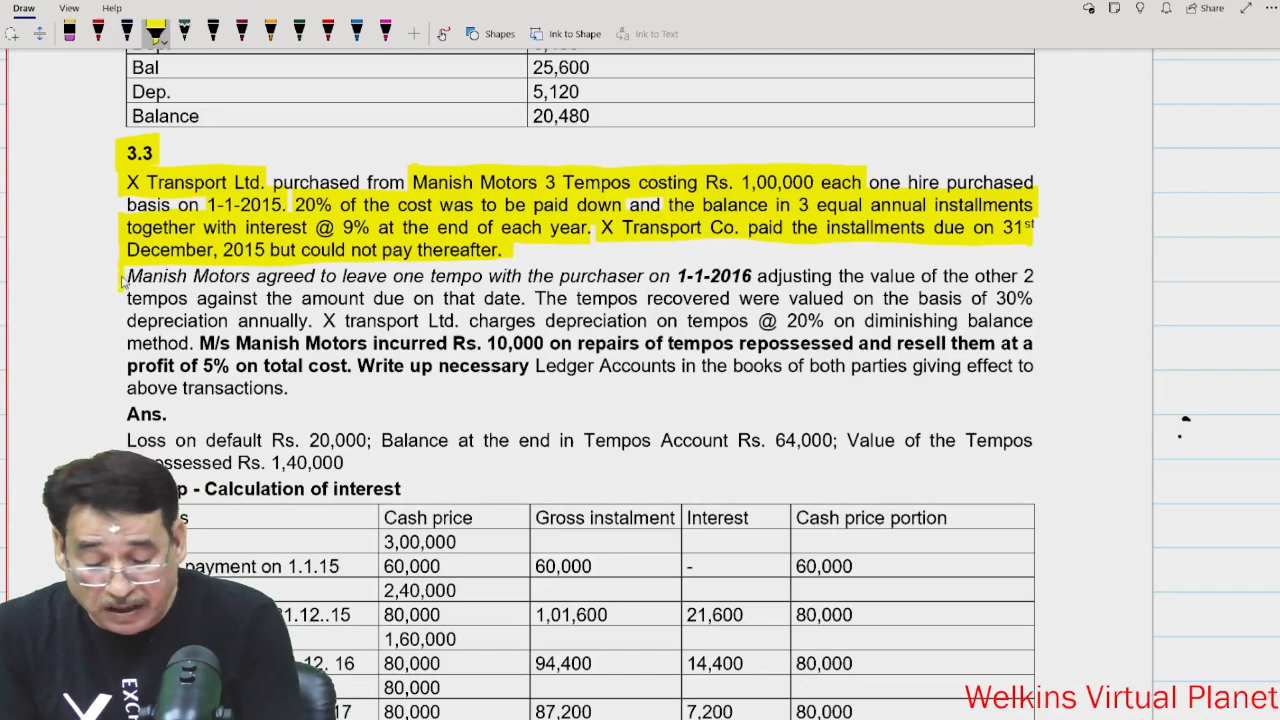 Draw View Help
Share
Shapes Ink to Shape Ink to Text
Bal 25,600
Dep. 5,120
Balance 20,480
3.3
X Transport Ltd. purchased from Manish Motors 3 Tempos costing Rs. 1,00,000 each one hire purchased
basis on 1-1-2015. 20% of the cost was to be paid down and the balance in 3 equal annual installments
together with interest @ 9% at the end of each year. X Transport Co. paid the installments due on 31st
December, 2015 but could not pay thereafter.
Manish Motors agreed to leave one tempo with the purchaser on 1-1-2016 adjusting the value of the other 2
tempos against the amount due on that date. The tempos recovered were valued on the basis of 30%
depreciation annually. X transport Ltd. charges depreciation on tempos @ 20% on diminishing balance
method. M/s Manish Motors incurred Rs. 10,000 on repairs of tempos repossessed and resell them at a
profit of 5% on total cost. Write up necessary Ledger Accounts in the books of both parties giving effect to
above transactions.
Ans.
Loss on default Rs. 20,000; Balance at the end in Tempos Account Rs. 64,000; Value of the Tempos
Rs. 1,40,000
- Calculation of interest
Cash price Gross instalment Interest Cash price portion
3,00,000
payment on 1.1.15 60,000 60,000 - 60,000
2,40,000
1.12..15 80,000 1,01,600 21,600 80,000
1,60,000
12. 16 80,000 94,400 14,400 80,000
80,000
17 80,000 87,200 7,200 80,000
Welkins Virtual Planet